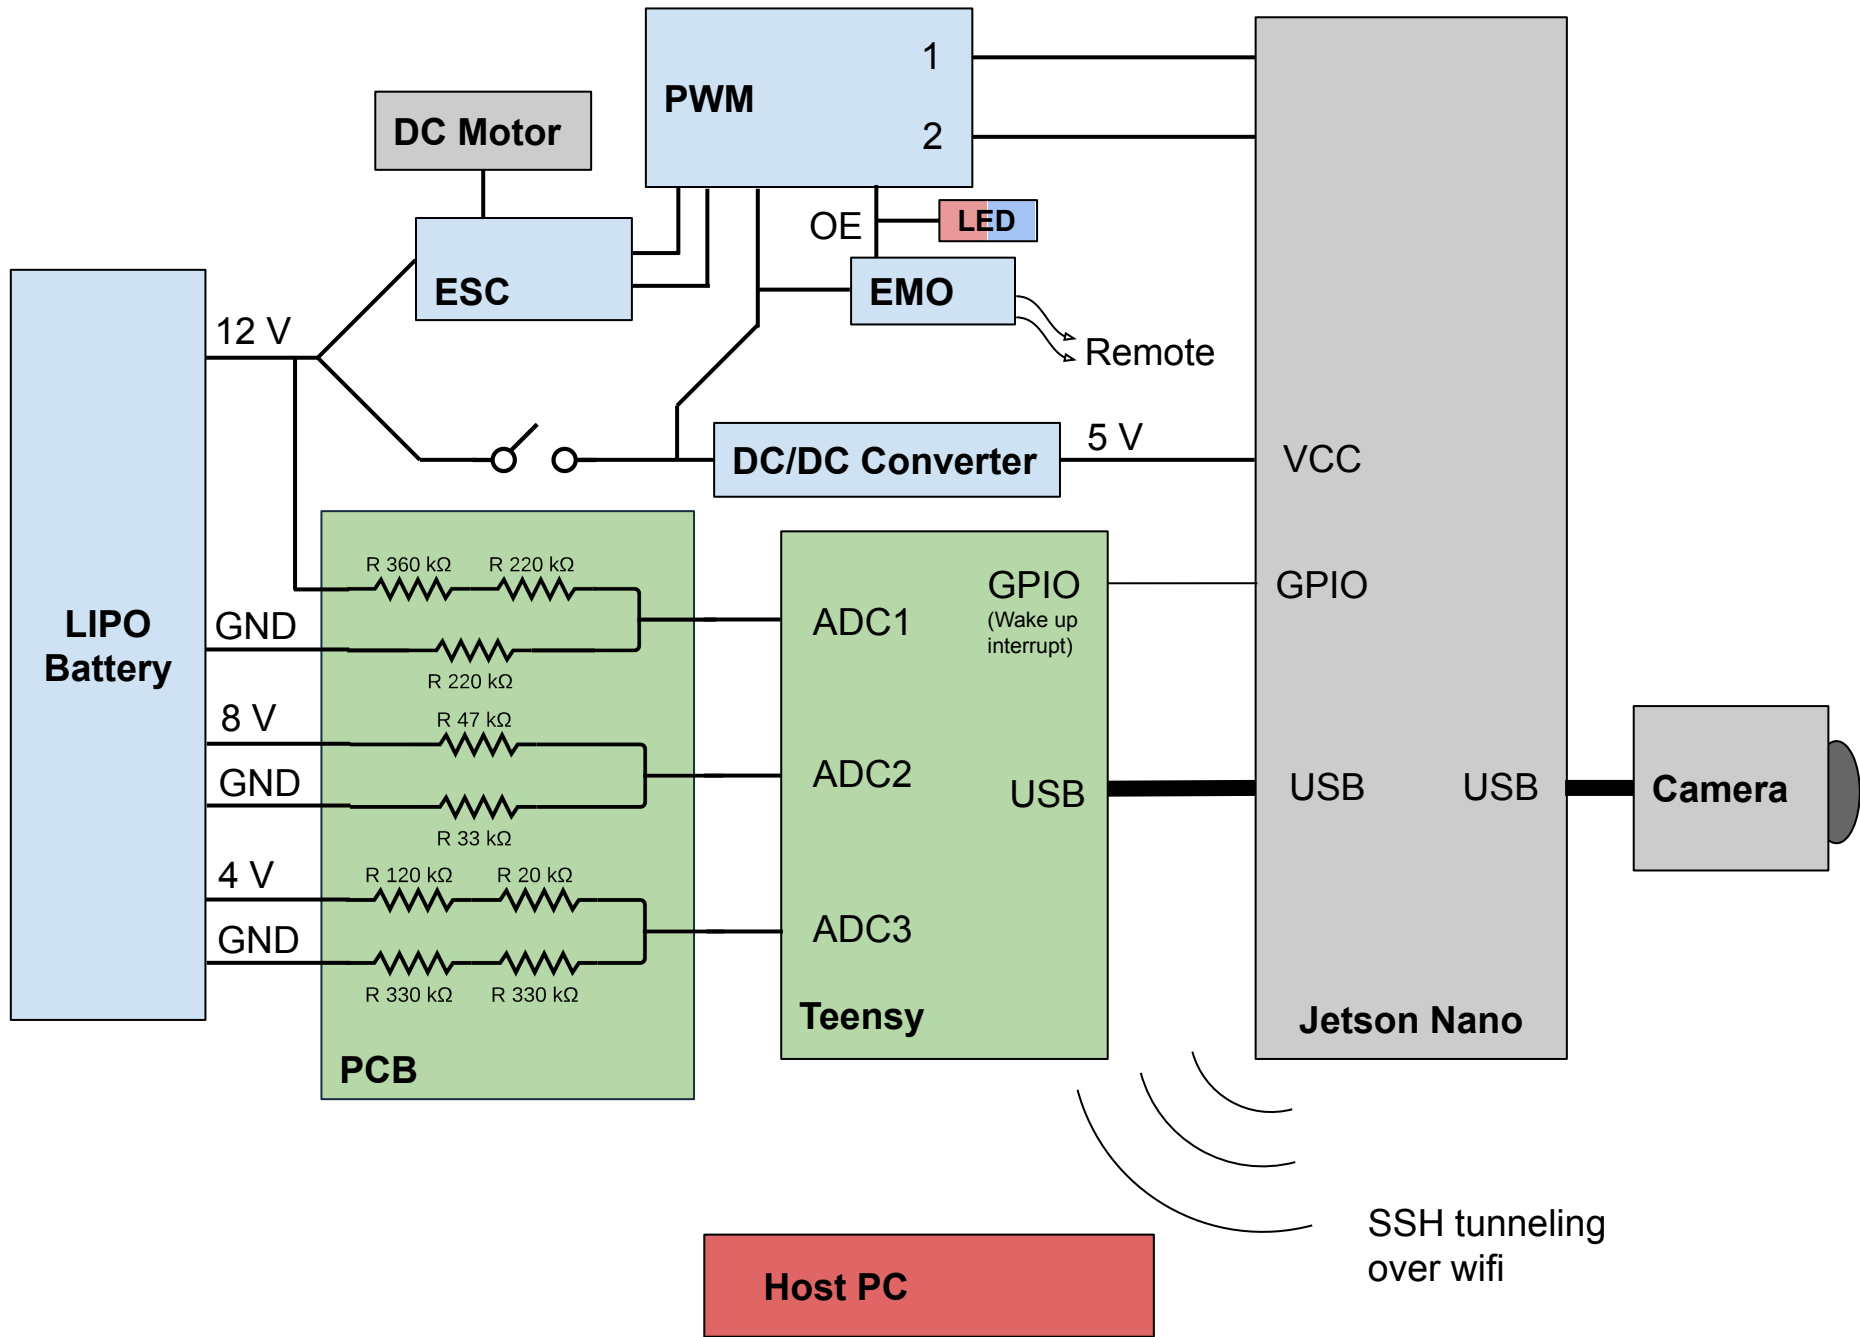 1
PWM
2
DC Motor
OE
LED
ESC
EMO
12 V
Remote
5 V
DC/DC Converter
VCC
R 360 kΩ
R 220 kΩ
GPIO
(Wake up
interrupt)
GPIO
LIPO
Battery
GND
ADC1
R 220 kΩ
8 V
R 47 kΩ
GND
ADC2
USB
USB
USB
Camera
R 33 kΩ
4 V
R 120 kΩ
R 20 kΩ
GND
ADC3
R 330 kΩ
R 330 kΩ
Teensy
Jetson Nano
PCB
SSH tunneling
over wifi
Host PC